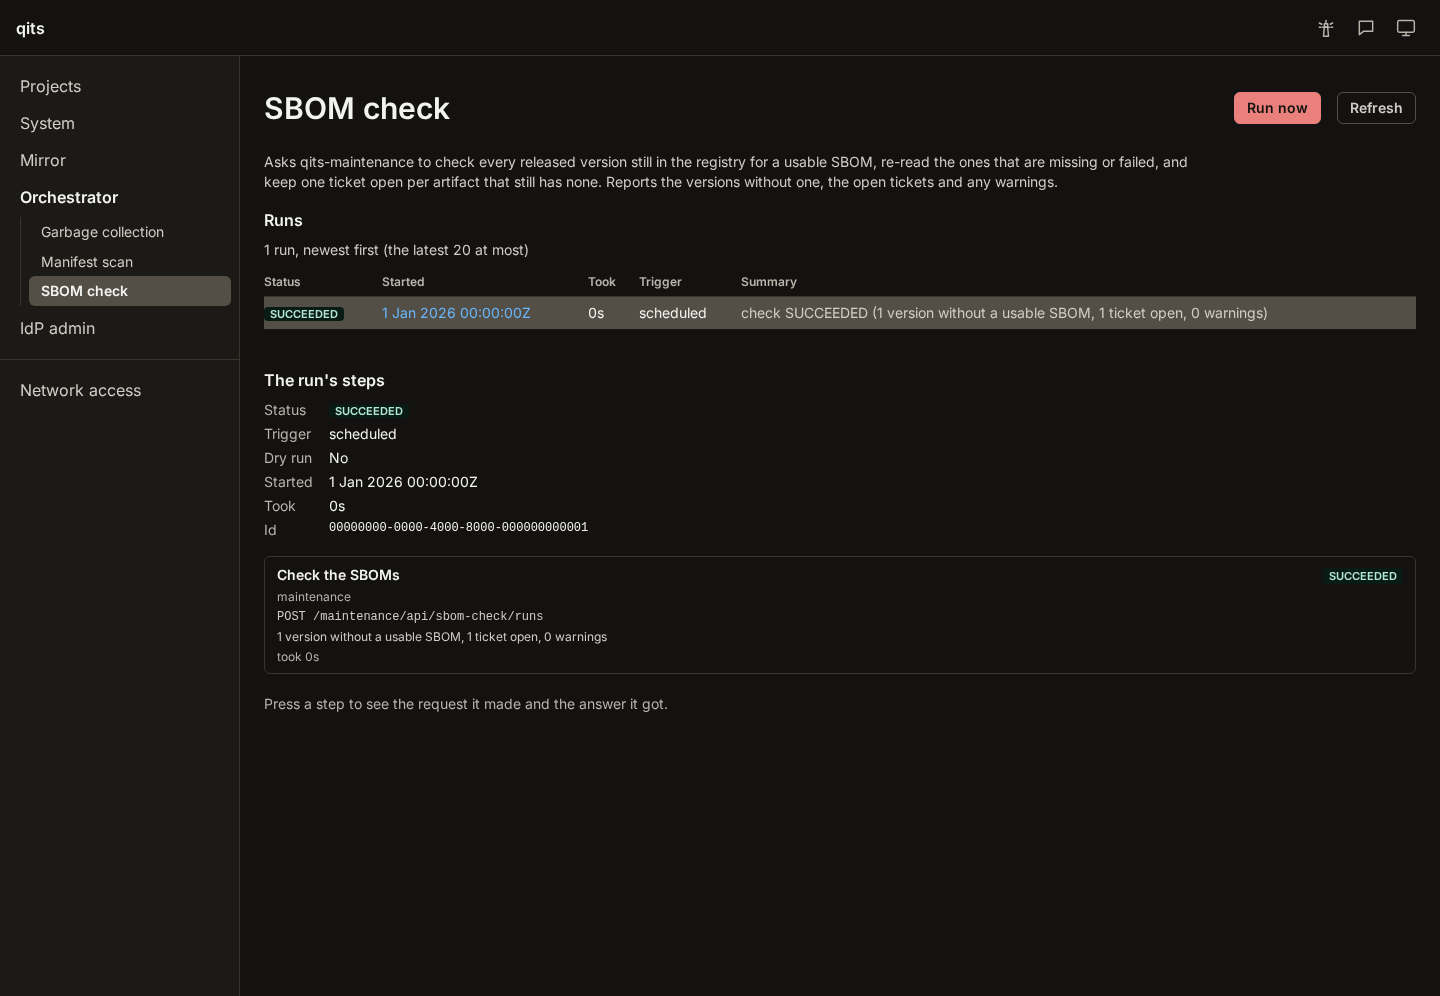 qits
Projects
System
Mirror
Orchestrator
Garbage collection
Manifest scan
SBOM check
IdP admin
Network access
SBOM check
Run now
Refresh
Asks qits-maintenance to check every released version still in the registry for a usable SBOM, re-read the ones that are missing or failed, and
keep one ticket open per artifact that still has none. Reports the versions without one, the open tickets and any warnings.
Runs
1 run, newest first (the latest 20 at most)
Status Started Took Trigger Summary
SUCCEEDED 1 Jan 2026 00:00:00Z 0s scheduled check SUCCEEDED (1 version without a usable SBOM, 1 ticket open, 0 warnings)
The run's steps
Status SUCCEEDED
Trigger scheduled
Dry run No
Started 1 Jan 2026 00:00:00Z
Took 0s
Id 00000000-0000-4000-8000-000000000001
Check the SBOMs SUCCEEDED
maintenance
POST /maintenance/api/sbom-check/runs
1 version without a usable SBOM, 1 ticket open, 0 warnings
took 0s
Press a step to see the request it made and the answer it got.